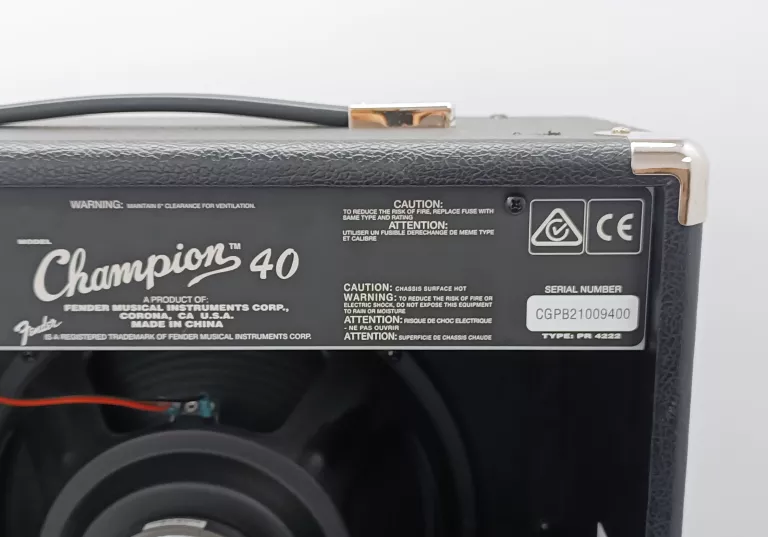 WARNING: MAINTAIN 6" CLEARANCE FOR VENTILATION.
MODEL
Champion™ 40
A PRODUCT OF:
FENDER MUSICAL INSTRUMENTS CORP.,
CORONA, CA U.S.A.
MADE IN CHINA
Fender
IS A REGISTERED TRADEMARK OF FENDER MUSICAL INSTRUMENTS CORP.
CAUTION:
TO REDUCE THE RISK OF FIRE, REPLACE FUSE WITH
SAME TYPE AND RATING
ATTENTION:
UTILISER UN FUSIBLE DERECHANGE DE MEME TYPE
ET CALIBRE
CAUTION: CHASSIS SURFACE HOT
WARNING: TO REDUCE THE RISK OF FIRE OR
ELECTRIC SHOCK, DO NOT EXPOSE THIS EQUIPMENT
TO RAIN OR MOISTURE
ATTENTION: RISQUE DE CHOC ELECTRIQUE
- NE PAS OUVRIR
ATTENTION: SUPERFICIE DE CHASSIS CHAUDE
CE
SERIAL NUMBER
CGPB21009400
TYPE: PR 4222